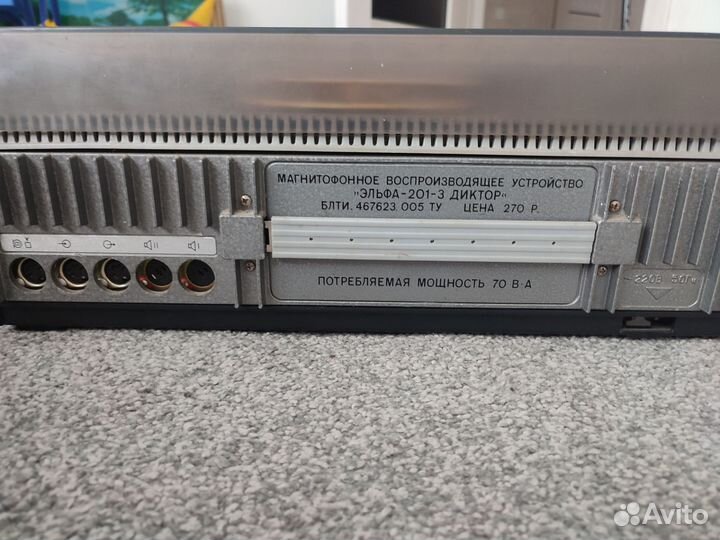 МАГНИТОФОННОЕ ВОСПРОИЗВОДЯЩЕЕ УСТРОЙСТВО
"ЭЛЬФА-201-3 ДИКТОР"
БЛТИ. 467623.005 ТУ ЦЕНА 270 Р.
ПОТРЕБЛЯЕМАЯ МОЩНОСТЬ 70 В·А
~220В 50Гц
Avito